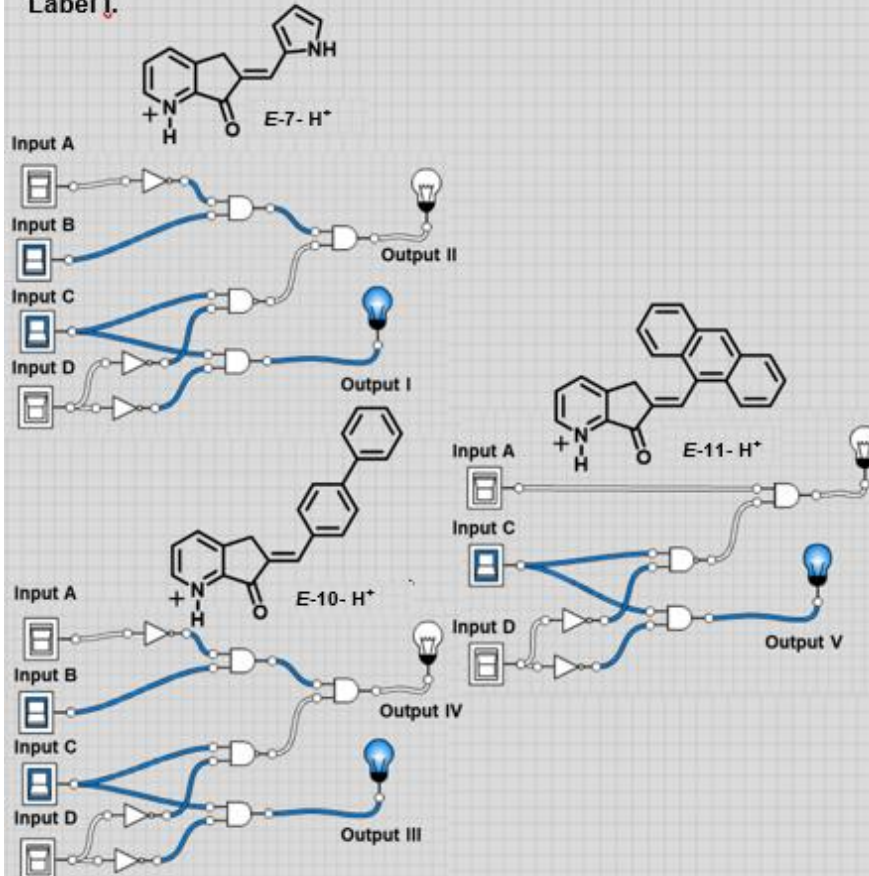 Label I.
NH
+
N
H
O
E-7- H+
Input A
Input B
Output II
Input C
Input D
Output I
Input A
+
N
H
O
E-11- H+
Input C
Input D
Output V
+
N
H
O
E-10- H+
Input A
Input B
Output IV
Input C
Input D
Output III